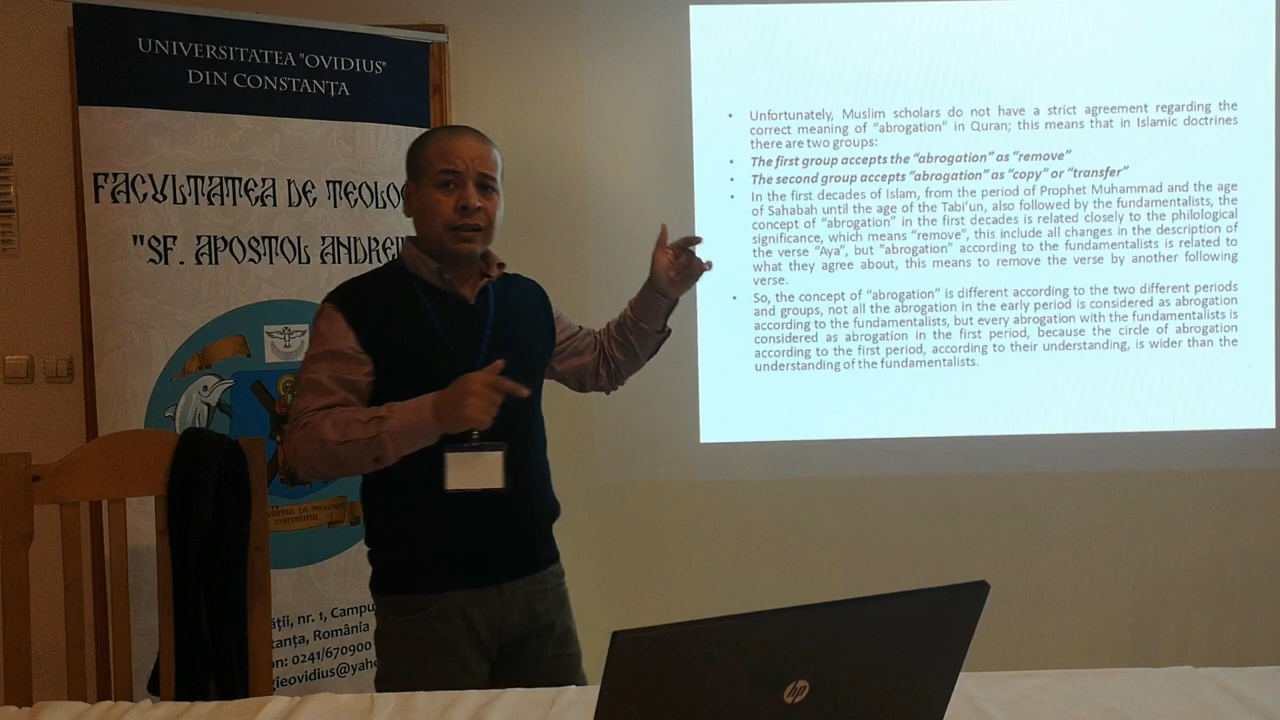 UNIVERSITATEA "OVIDIUS"
DIN CONSTANȚA
FACULTATEA DE TEOLO
"SF. APOSTOL ANDREI"
DE TEOLOGIE
CONSTANTA
ății, nr. 1, Campu
tanța, România
on: 0241/670900
gieovidius@yaho
• Unfortunately, Muslim scholars do not have a strict agreement regarding the
correct meaning of “abrogation” in Quran; this means that in Islamic doctrines
there are two groups:
• The first group accepts the “abrogation” as “remove”
• The second group accepts “abrogation” as “copy” or “transfer”
• In the first decades of Islam, from the period of Prophet Muhammad and the age
of Sahabah until the age of the Tabi’un, also followed by the fundamentalists, the
concept of “abrogation” in the first decades is related closely to the philological
significance, which means “remove”, this include all changes in the description of
the verse “Aya”, but “abrogation” according to the fundamentalists is related to
what they agree about, this means to remove the verse by another following
verse.
• So, the concept of “abrogation” is different according to the two different periods
and groups, not all the abrogation in the early period is considered as abrogation
according to the fundamentalists, but every abrogation with the fundamentalists is
considered as abrogation in the first period, because the circle of abrogation
according to the first period, according to their understanding, is wider than the
understanding of the fundamentalists.
hp